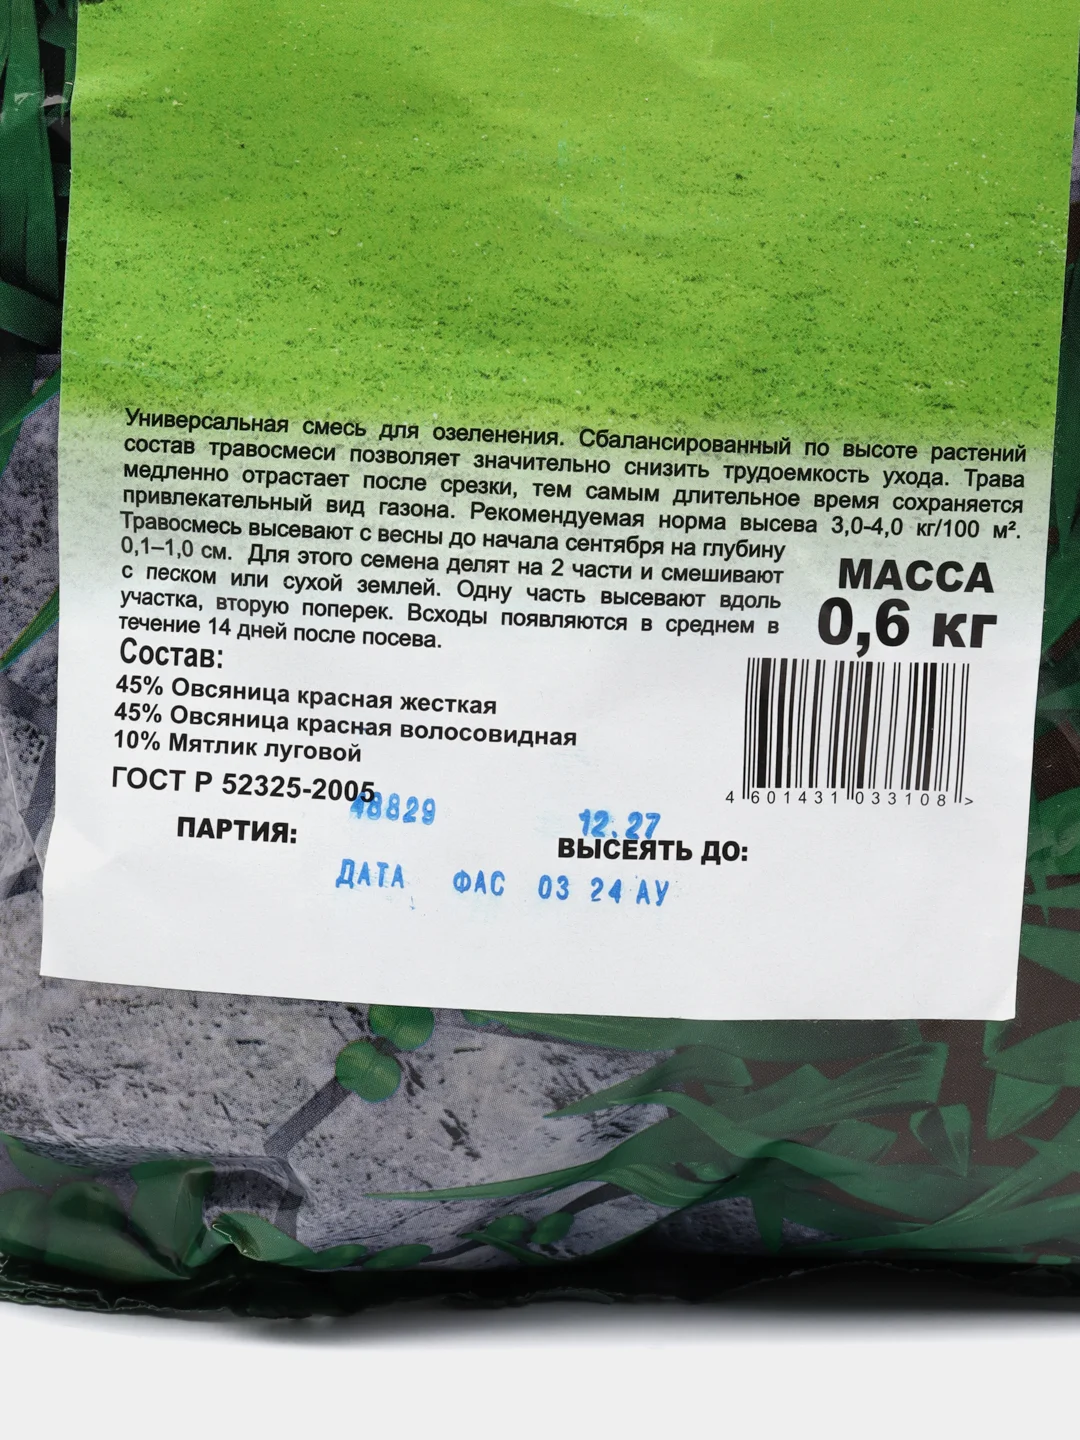 Универсальная смесь для озеленения. Сбалансированный по высоте растений
состав травосмеси позволяет значительно снизить трудоемкость ухода. Трава
медленно отрастает после срезки, тем самым длительное время сохраняется
привлекательный вид газона. Рекомендуемая норма высева 3,0-4,0 кг/100 м².
Травосмесь высевают с весны до начала сентября на глубину
0,1–1,0 см. Для этого семена делят на 2 части и смешивают
с песком или сухой землей. Одну часть высевают вдоль
участка, вторую поперек. Всходы появляются в среднем в
течение 14 дней после посева.
МАССА
0,6 кг
Состав:
45% Овсяница красная жесткая
45% Овсяница красная волосовидная
10% Мятлик луговой
ГОСТ Р 52325-2005
4 601431 033108 >
48829
12.27
ПАРТИЯ:
ВЫСЕЯТЬ ДО:
ДАТА ФАС 03 24 АУ